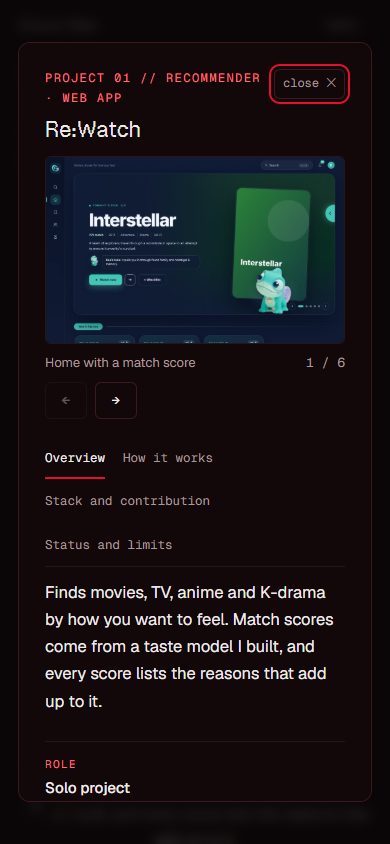 PROJECT 01 // RECOMMENDER
· WEB APP
close ×
Re:Watch
Interstellar
Interstellar
Home with a match score
1 / 6
← →
Overview How it works
Stack and contribution
Status and limits
Finds movies, TV, anime and K-drama
by how you want to feel. Match scores
come from a taste model I built, and
every score lists the reasons that add
up to it.
ROLE
Solo project